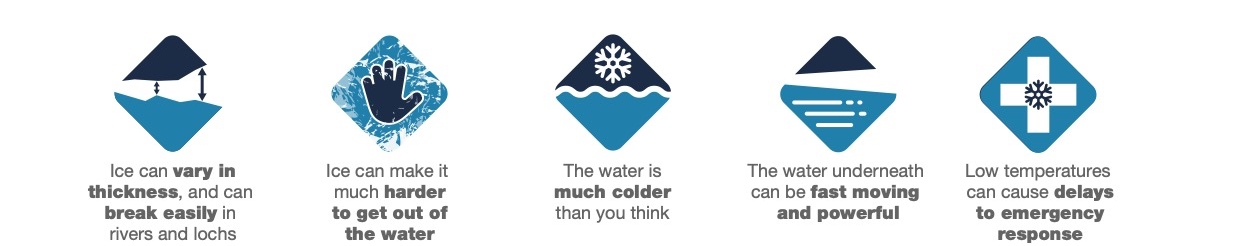 Ice can vary in
thickness, and can
break easily in
rivers and lochs
Ice can make it
much harder
to get out of
the water
The water is
much colder
than you think
The water underneath
can be fast moving
and powerful
Low temperatures
can cause delays
to emergency
response